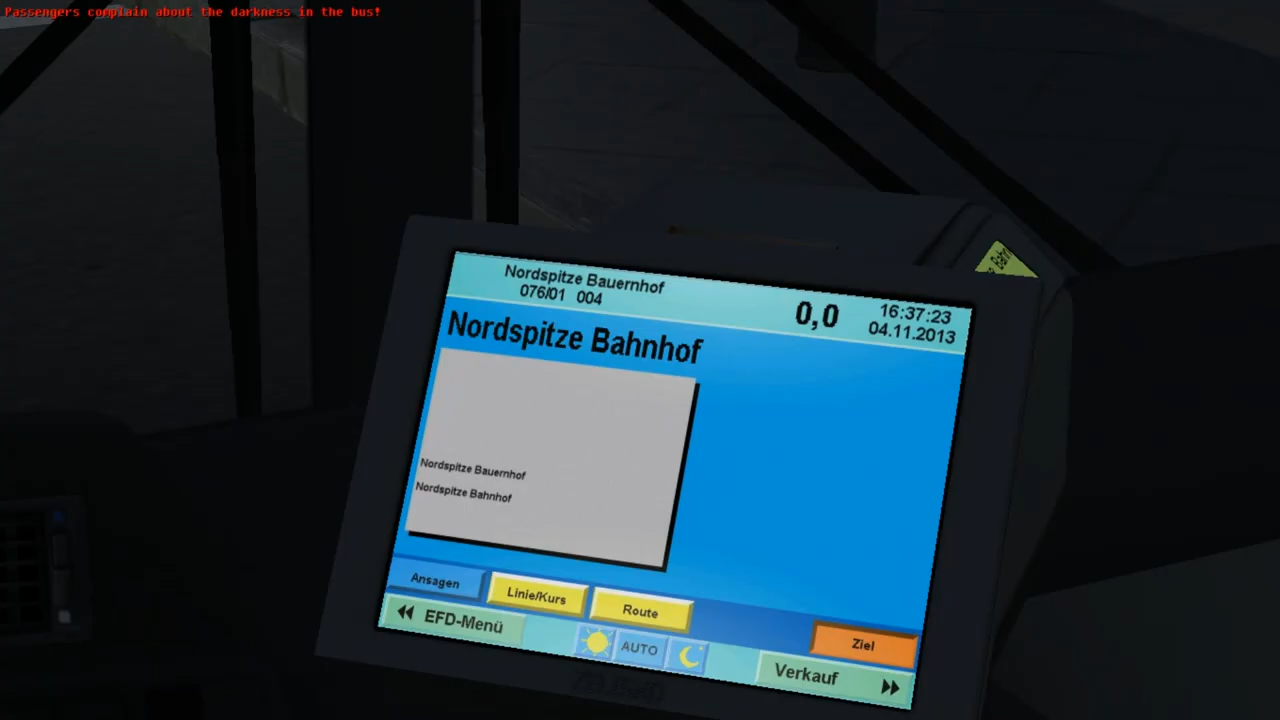 Passengers complain about the darkness in the bus!
Nordspitze Bauernhof
076/01 004
0,0
16:37:23
04.11.2013
Nordspitze Bahnhof
Nordspitze Bauernhof
Nordspitze Bahnhof
Ansagen
Linie/Kurs
Route
Ziel
EFD-Menü
AUTO
Verkauf